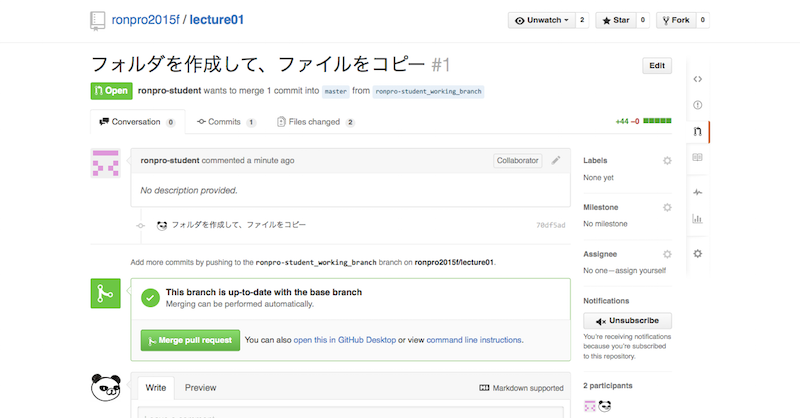 ronpro2015f / lecture01
Unwatch 2 Star 0 Fork 0
フォルダを作成して、ファイルをコピー #1
Edit
Open ronpro-student wants to merge 1 commit into master from ronpro-student_working_branch
Conversation 0 Commits 1 Files changed 2 +44 −0
ronpro-student commented a minute ago Collaborator
No description provided.
フォルダを作成して、ファイルをコピー 70df5ad
Add more commits by pushing to the ronpro-student_working_branch branch on ronpro2015f/lecture01.
This branch is up-to-date with the base branch
Merging can be performed automatically.
Merge pull request You can also open this in GitHub Desktop or view command line instructions.
Write Preview Markdown supported
Labels
None yet
Milestone
No milestone
Assignee
No one—assign yourself
Notifications
Unsubscribe
You're receiving notifications
because you're subscribed
to this repository.
2 participants